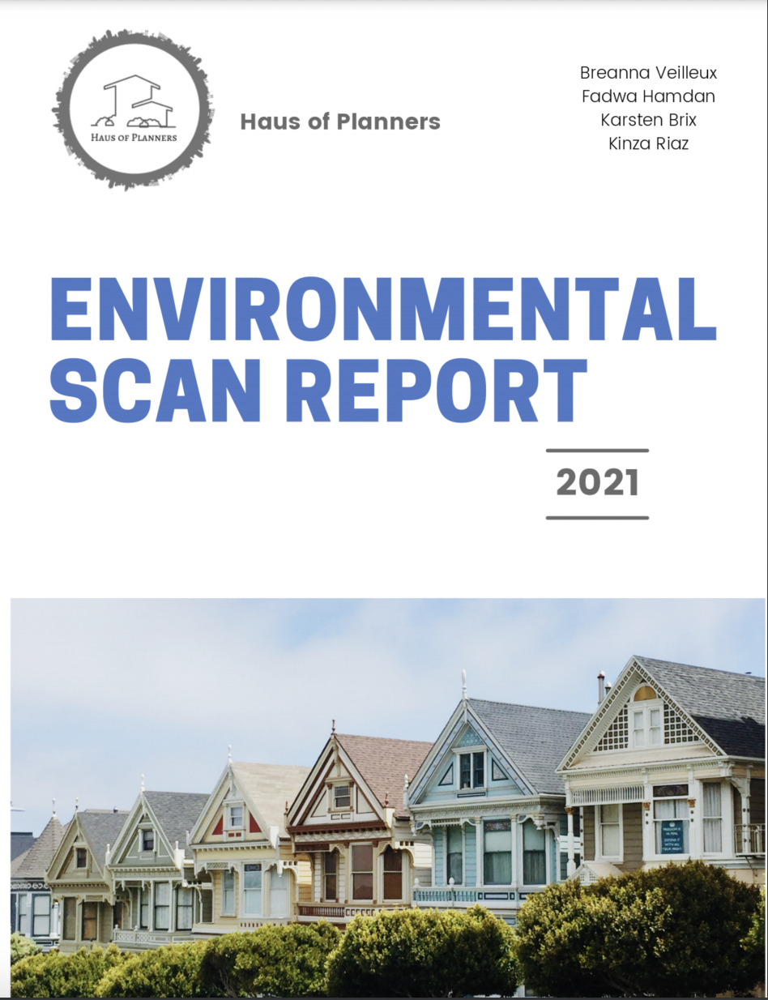 HAUS OF PLANNERS
Haus of Planners
Breanna Veilleux
Fadwa Hamdan
Karsten Brix
Kinza Riaz
ENVIRONMENTAL
SCAN REPORT
2021